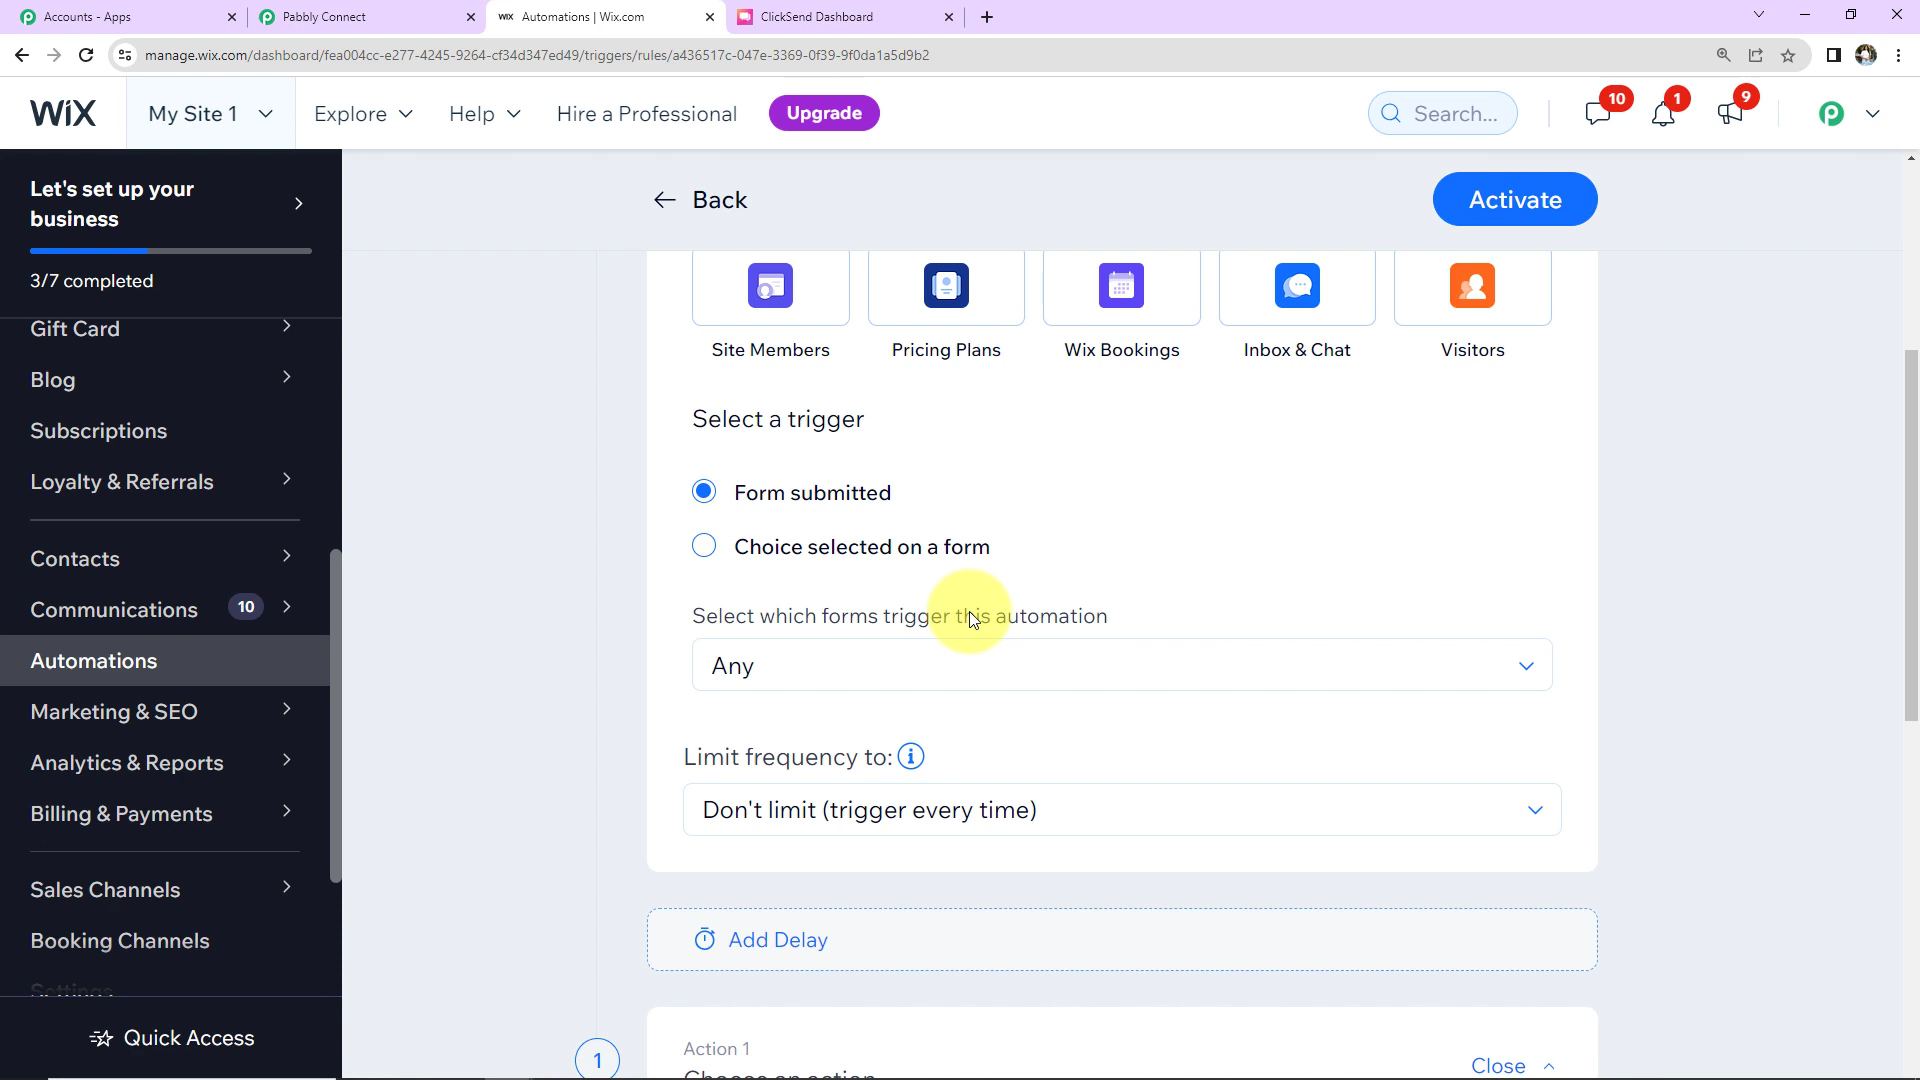 Accounts - Apps
Pabbly Connect
WIX Automations | Wix.com
ClickSend Dashboard
manage.wix.com/dashboard/fea004cc-e277-4245-9264-cf34d347ed49/triggers/rules/a436517c-047e-3369-0f39-9f0da1a5d9b2
WIX
My Site 1
Explore
Help
Hire a Professional
Upgrade
Search...
10
1
9
Let's set up your
business
3/7 completed
Gift Card
Blog
Subscriptions
Loyalty & Referrals
Contacts
Communications 10
Automations
Marketing & SEO
Analytics & Reports
Billing & Payments
Sales Channels
Booking Channels
Settings
Quick Access
Back
Activate
Site Members
Pricing Plans
Wix Bookings
Inbox & Chat
Visitors
Select a trigger
Form submitted
Choice selected on a form
Select which forms trigger this automation
Any
Limit frequency to:
Don't limit (trigger every time)
Add Delay
1
Action 1
Choose an action
Close